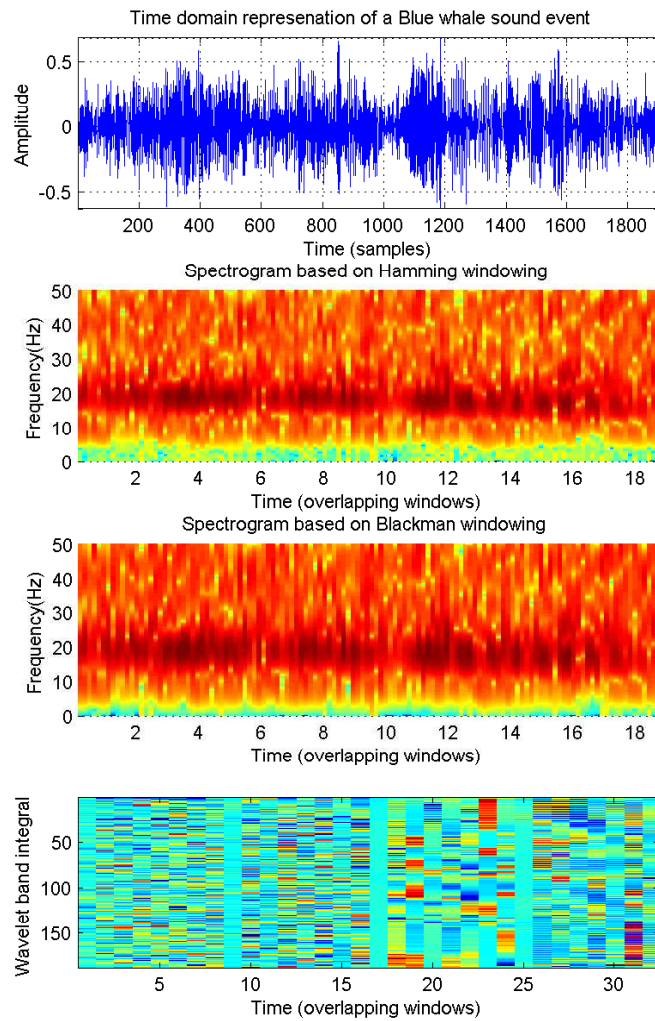 Time domain represenation of a Blue whale sound event
0.5
0
-0.5
Amplitude
200 400 600 800 1000 1200 1400 1600 1800
Time (samples)
Spectrogram based on Hamming windowing
50
40
30
20
10
0
Frequency(Hz)
2 4 6 8 10 12 14 16 18
Time (overlapping windows)
Spectrogram based on Blackman windowing
50
40
30
20
10
0
Frequency(Hz)
2 4 6 8 10 12 14 16 18
Time (overlapping windows)
50
100
150
Wavelet band integral
5 10 15 20 25 30
Time (overlapping windows)